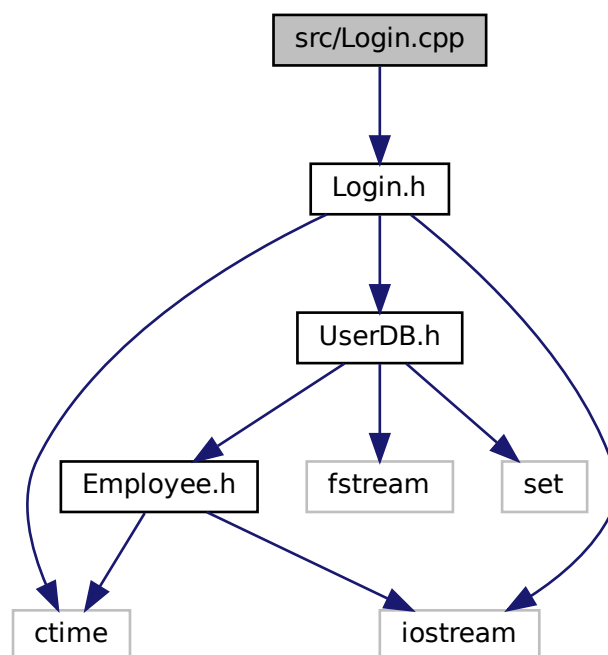 src/Login.cpp
Login.h
UserDB.h
Employee.h
fstream
set
ctime
iostream